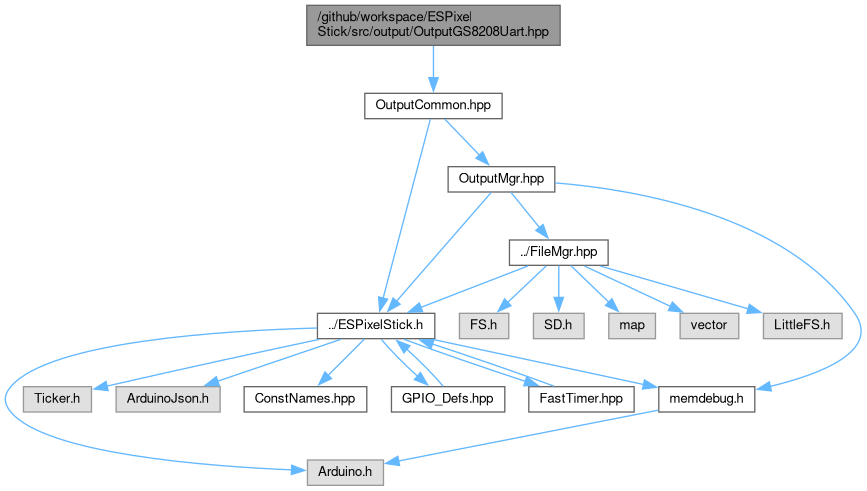 /github/workspace/ESPixel
Stick/src/output/OutputGS8208Uart.hpp
OutputCommon.hpp
OutputMgr.hpp
../FileMgr.hpp
../ESPixelStick.h
FS.h
SD.h
map
vector
LittleFS.h
Ticker.h
ArduinoJson.h
ConstNames.hpp
GPIO_Defs.hpp
FastTimer.hpp
memdebug.h
Arduino.h